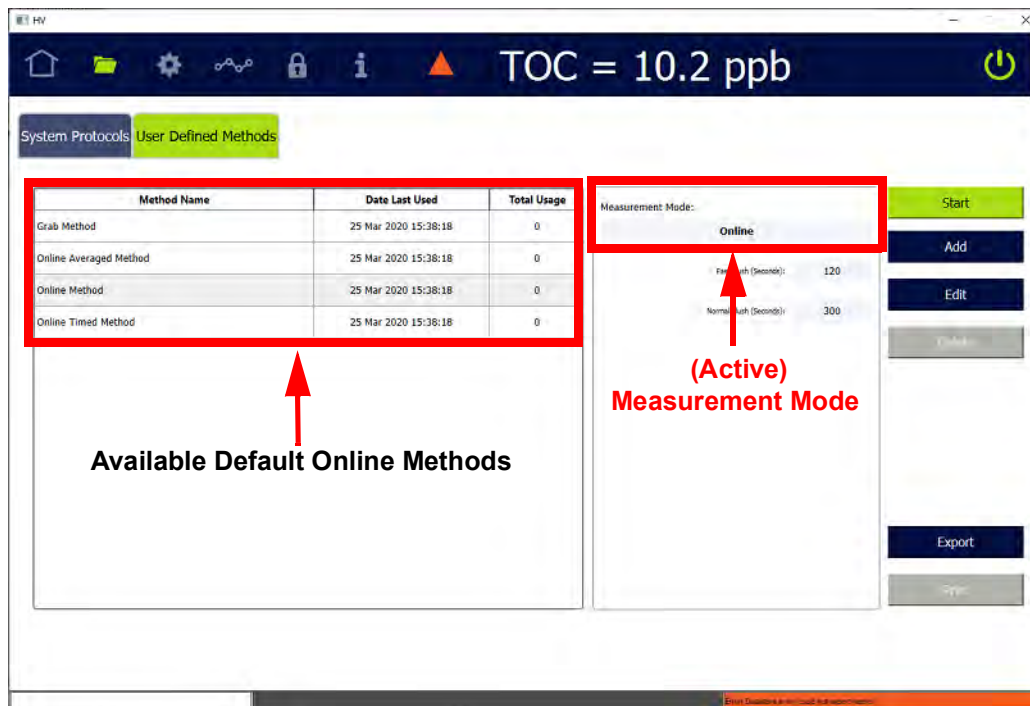 HV
TOC = 10.2 ppb
System Protocols User Defined Methods
Method Name Date Last Used Total Usage
Grab Method 25 Mar 2020 15:38:18 0
Online Averaged Method 25 Mar 2020 15:38:18 0
Online Method 25 Mar 2020 15:38:18 0
Online Timed Method 25 Mar 2020 15:38:18 0
Measurement Mode:
Online
(Seconds): 120
Normal (Seconds): 300
Start
Add
Edit
(Active)
Measurement Mode
Available Default Online Methods
Export